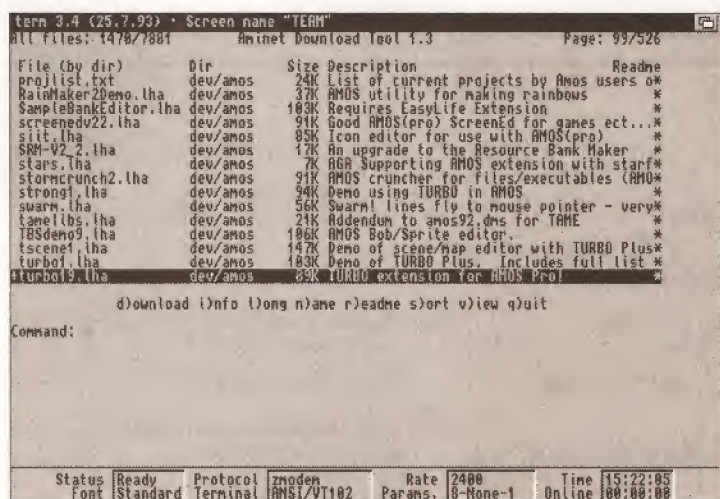 term 3.4 (25.7.93) • Screen name "TERM"
All files: 1470/7881 Aminet Download Tool 1.3 Page: 99/526
File (by dir) Dir Size Description Readme
projlist.txt dev/amos 24K List of current projects by Amos users o*
RainMaker2Demo.lha dev/amos 37K AMOS utility for making rainbows *
SampleBankEditor.lha dev/amos 103K Requires EasyLife Extension *
screenedv22.lha dev/amos 91K Good AMOS(pro) ScreenEd for games ect...*
siit.lha dev/amos 85K Icon editor for use with AMOS(pro) *
SRM-V2_2.lha dev/amos 17K An upgrade to the Resource Bank Maker *
stars.lha dev/amos 7K AGA Supporting AMOS extension with starf*
stormcrunch2.lha dev/amos 91K AMOS cruncher for files/executables (AMO*
strong1.lha dev/amos 94K Demo using TURBO in AMOS *
swarm.lha dev/amos 56K Swarm! lines fly to mouse pointer - very*
tamelibs.lha dev/amos 21K Addendum to amos92.dms for TAME *
TBSdemo9.lha dev/amos 106K AMOS Bob/Sprite editor. *
tscene1.lha dev/amos 147K Demo of scene/map editor with TURBO Plus*
turbo1.lha dev/amos 103K Demo of TURBO Plus. Includes full list *
+turbo19.lha dev/amos 89K TURBO extension for AMOS Pro! *
d)ownload i)nfo l)ong n)ame r)eadme s)ort v)iew q)uit
Command:
Status Ready Protocol zmodem Rate 2400 Time 15:22:05
Font Standard Terminal ANSI/VT102 Params. 8-None-1 Online 00:00:00